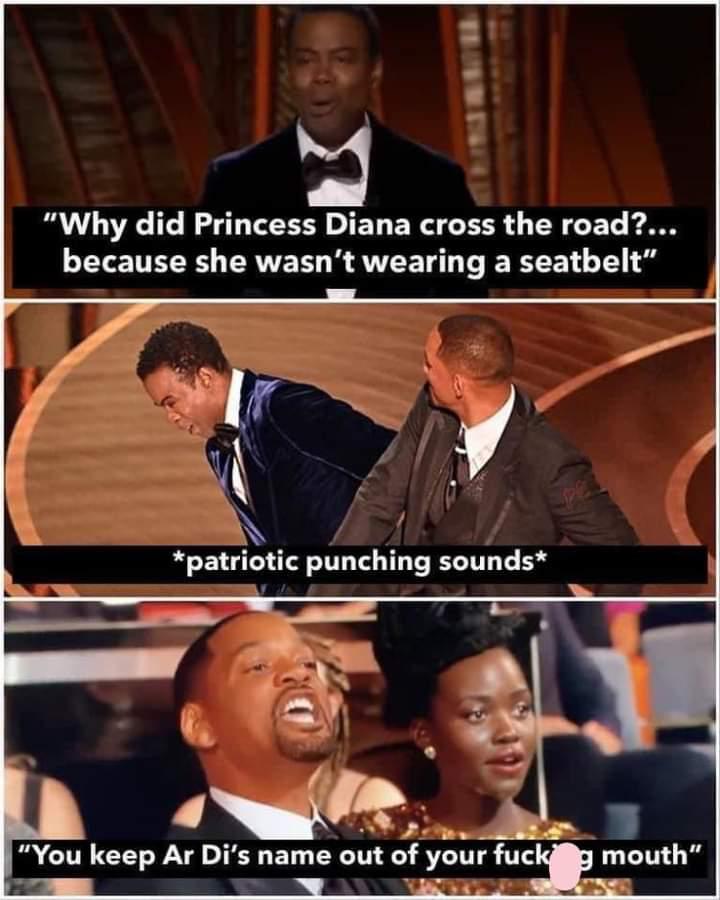 "Why did Princess Diana cross the road?...
because she wasn't wearing a seatbelt"
*patriotic punching sounds*
"You keep Ar Di's name out of your mouth"